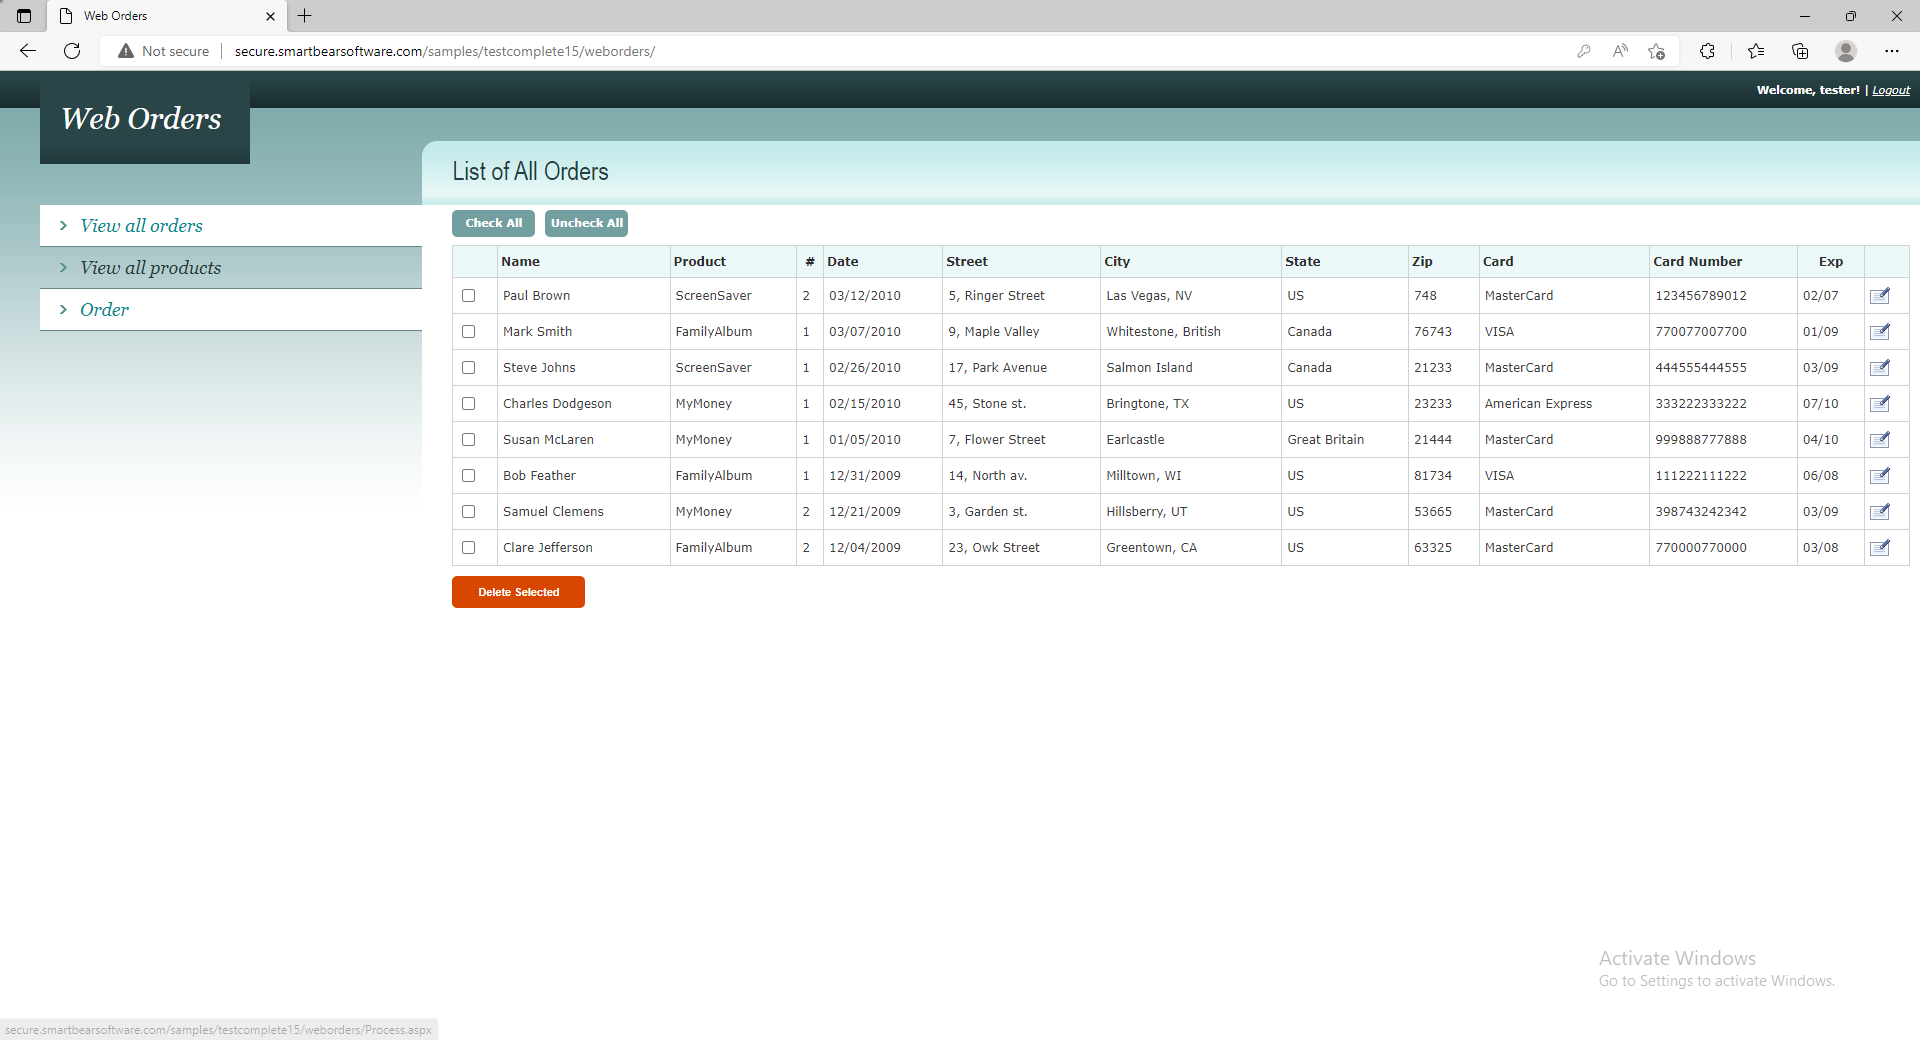 Web Orders
Not secure
secure.smartbearsoftware.com/samples/testcomplete15/weborders/
Welcome, tester! | Logout
Web Orders
List of All Orders
View all orders
View all products
Order
Check All Uncheck All
Name Product # Date Street City State Zip Card Card Number Exp
Paul Brown ScreenSaver 2 03/12/2010 5, Ringer Street Las Vegas, NV US 748 MasterCard 123456789012 02/07
Mark Smith FamilyAlbum 1 03/07/2010 9, Maple Valley Whitestone, British Canada 76743 VISA 770077007700 01/09
Steve Johns ScreenSaver 1 02/26/2010 17, Park Avenue Salmon Island Canada 21233 MasterCard 444555444555 03/09
Charles Dodgeson MyMoney 1 02/15/2010 45, Stone st. Bringtone, TX US 23233 American Express 333222333222 07/10
Susan McLaren MyMoney 1 01/05/2010 7, Flower Street Earlcastle Great Britain 21444 MasterCard 999888777888 04/10
Bob Feather FamilyAlbum 1 12/31/2009 14, North av. Milltown, WI US 81734 VISA 111222111222 06/08
Samuel Clemens MyMoney 2 12/21/2009 3, Garden st. Hillsberry, UT US 53665 MasterCard 398743242342 03/09
Clare Jefferson FamilyAlbum 2 12/04/2009 23, Owk Street Greentown, CA US 63325 MasterCard 770000770000 03/08
Delete Selected
Activate Windows
Go to Settings to activate Windows.
secure.smartbearsoftware.com/samples/testcomplete15/weborders/Process.aspx